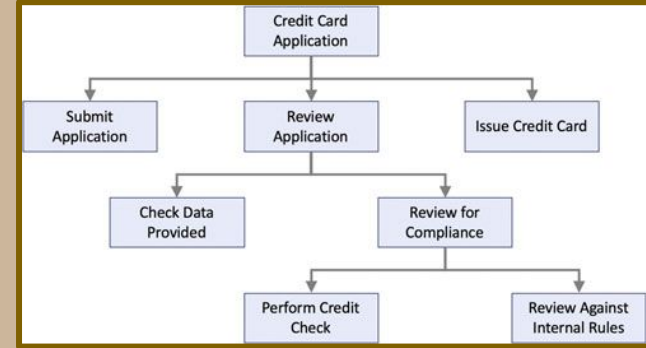 Credit Card
Application
Submit
Application
Review
Application
Issue Credit Card
Check Data
Provided
Review for
Compliance
Perform Credit
Check
Review Against
Internal Rules